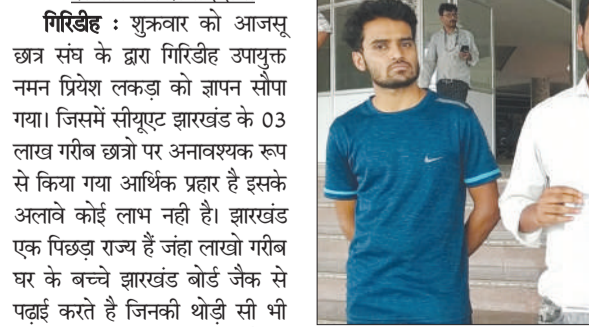 गिरिडीह : शुक्रवार को आजसू
छात्र संघ के द्वारा गिरिडीह उपायुक्त
नमन प्रियेश लकड़ा को ज्ञापन सौपा
गया। जिसमें सीयूएट झारखंड के 03
लाख गरीब छात्रो पर अनावश्यक रूप
से किया गया आर्थिक प्रहार है इसके
अलावे कोई लाभ नही है। झारखंड
एक पिछड़ा राज्य हैं जंहा लाखो गरीब
घर के बच्चे झारखंड बोर्ड जैक से
पढ़ाई करते है जिनकी थोड़ी सी भी